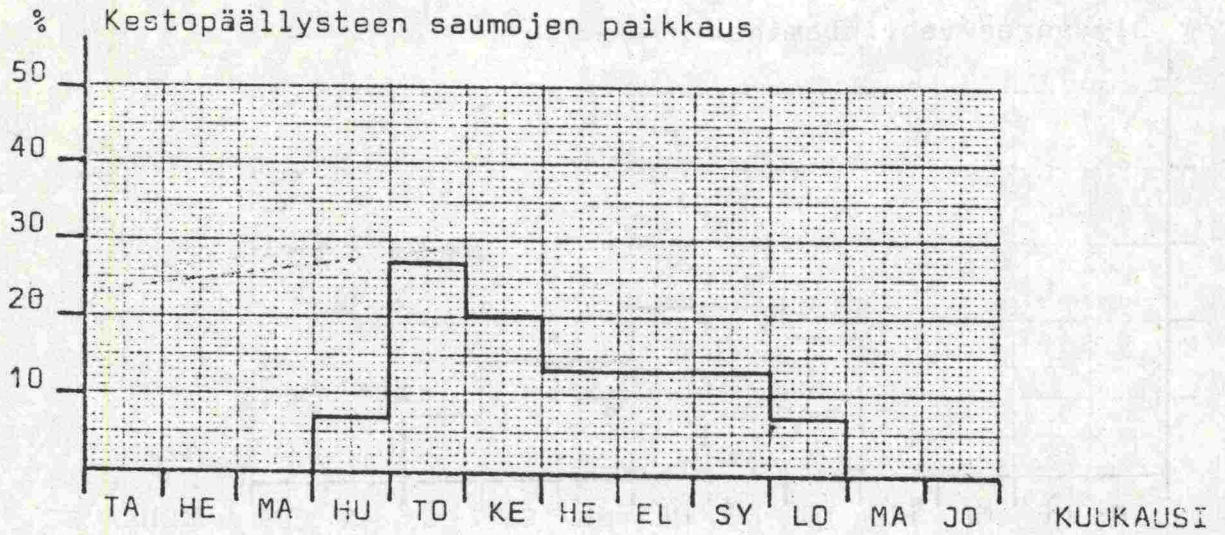 % Kestopäällysteen saumojen paikkaus
50
40
30
20
10
TA HE MA HU TO KE HE EL SY LO MA JO KUUKAUSI